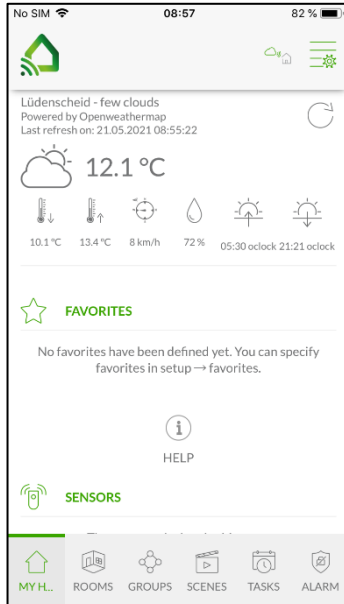 No SIM 08:57 82 %
Lüdenscheid - few clouds
Powered by Openweathermap
Last refresh on: 21.05.2021 08:55:22
12.1 °C
10.1 °C 13.4 °C 8 km/h 72 % 05:30 oclock 21:21 oclock
FAVORITES
No favorites have been defined yet. You can specify
favorites in setup → favorites.
HELP
SENSORS
MY H... ROOMS GROUPS SCENES TASKS ALARM